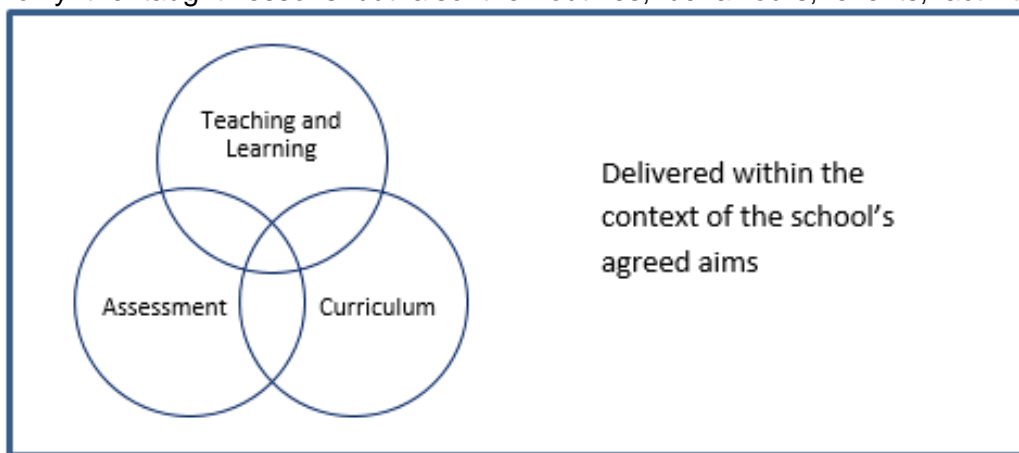 Teaching and
Learning
Assessment
Curriculum
Delivered within the
context of the school's
agreed aims